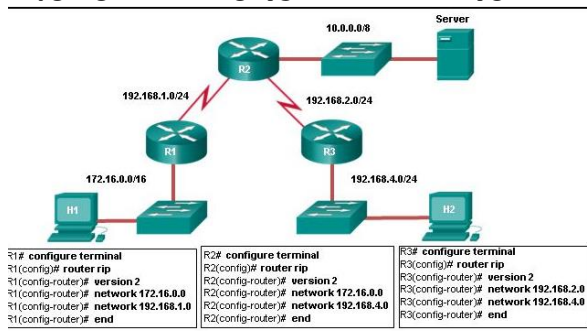 Server
10.0.0.0/8
R2
192.168.1.0/24
192.168.2.0/24
R1
R3
172.16.0.0/16
192.168.4.0/24
H1
H2
R1# configure terminal
R1(config)# router rip
R1(config-router)# version 2
R1(config-router)# network 172.16.0.0
R1(config-router)# network 192.168.1.0
R1(config-router)# end
R2# configure terminal
R2(config)# router rip
R2(config-router)# version 2
R2(config-router)# network 172.16.0.0
R2(config-router)# network 192.168.4.0
R2(config-router)# end
R3# configure terminal
R3(config)# router rip
R3(config-router)# version 2
R3(config-router)# network 192.168.2.0
R3(config-router)# network 192.168.4.0
R3(config-router)# end